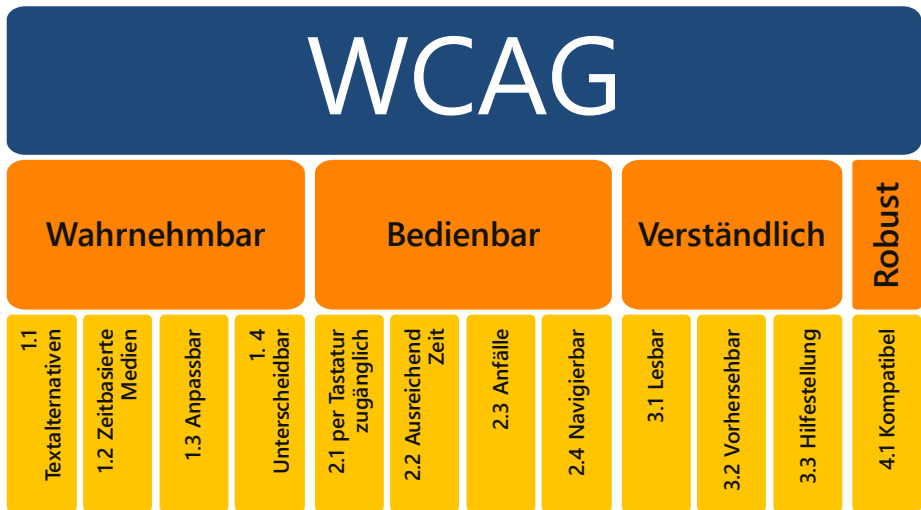 WCAG
Wahrnehmbar
Bedienbar
Verständlich
Robust
1.1
Textalternativen
1.2 Zeitbasierte
Medien
1.3 Anpassbar
1. 4
Unterscheidbar
2.1 per Tastatur
zugänglich
2.2 Ausreichend
Zeit
2.3 Anfälle
2.4 Navigierbar
3.1 Lesbar
3.2 Vorhersehbar
3.3 Hilfestellung
4.1 Kompatibel